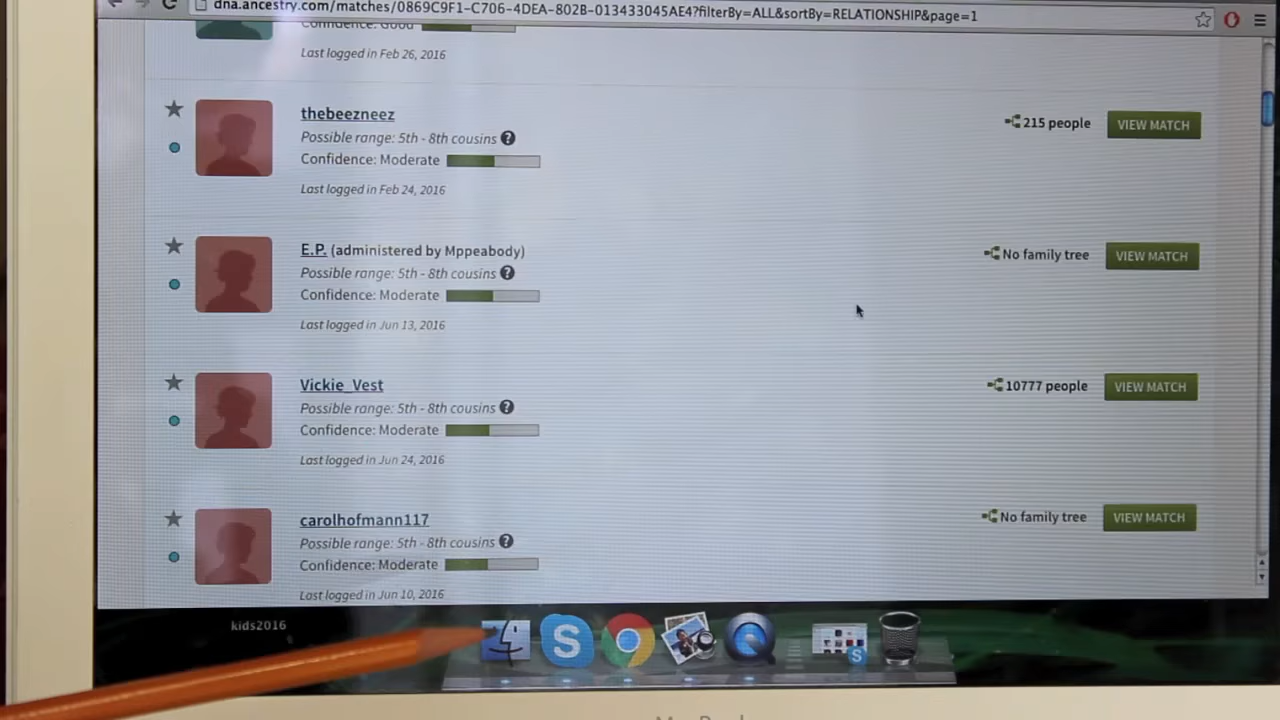 dna.ancestry.com/matches/0869C9F1-C706-4DEA-802B-013433045AE4?filterBy=ALL&sortBy=RELATIONSHIP&page=1
Confidence: Good
Last logged in Feb 26, 2016
thebeezneez
Possible range: 5th - 8th cousins ?
Confidence: Moderate
Last logged in Feb 24, 2016
215 people VIEW MATCH
E.P. (administered by Mppeabody)
Possible range: 5th - 8th cousins ?
Confidence: Moderate
Last logged in Jun 13, 2016
No family tree VIEW MATCH
Vickie_Vest
Possible range: 5th - 8th cousins ?
Confidence: Moderate
Last logged in Jun 24, 2016
10777 people VIEW MATCH
carolhofmann117
Possible range: 5th - 8th cousins ?
Confidence: Moderate
Last logged in Jun 10, 2016
No family tree VIEW MATCH
kids2016
S
S